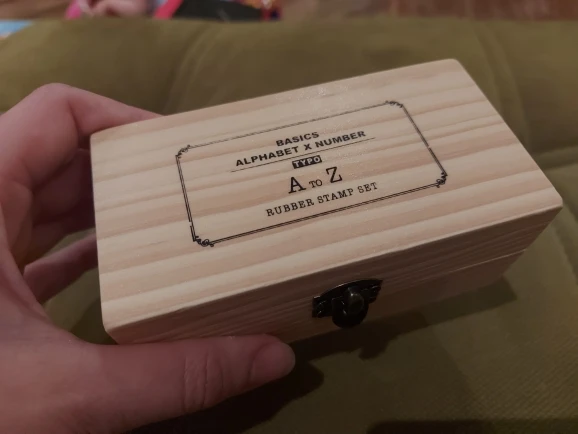 BASICS
ALPHABET X NUMBER
TYPO
A TO Z
RUBBER STAMP SET